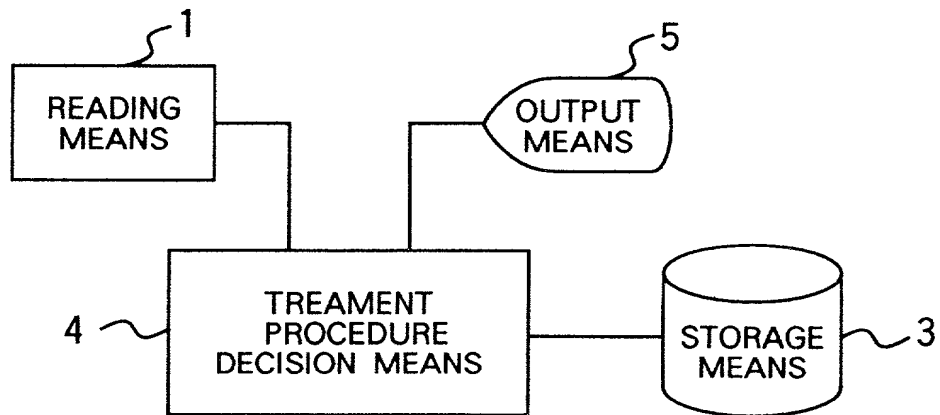 1
READING
MEANS
5
OUTPUT
MEANS
4
TREAMENT
PROCEDURE
DECISION MEANS
STORAGE
MEANS
3